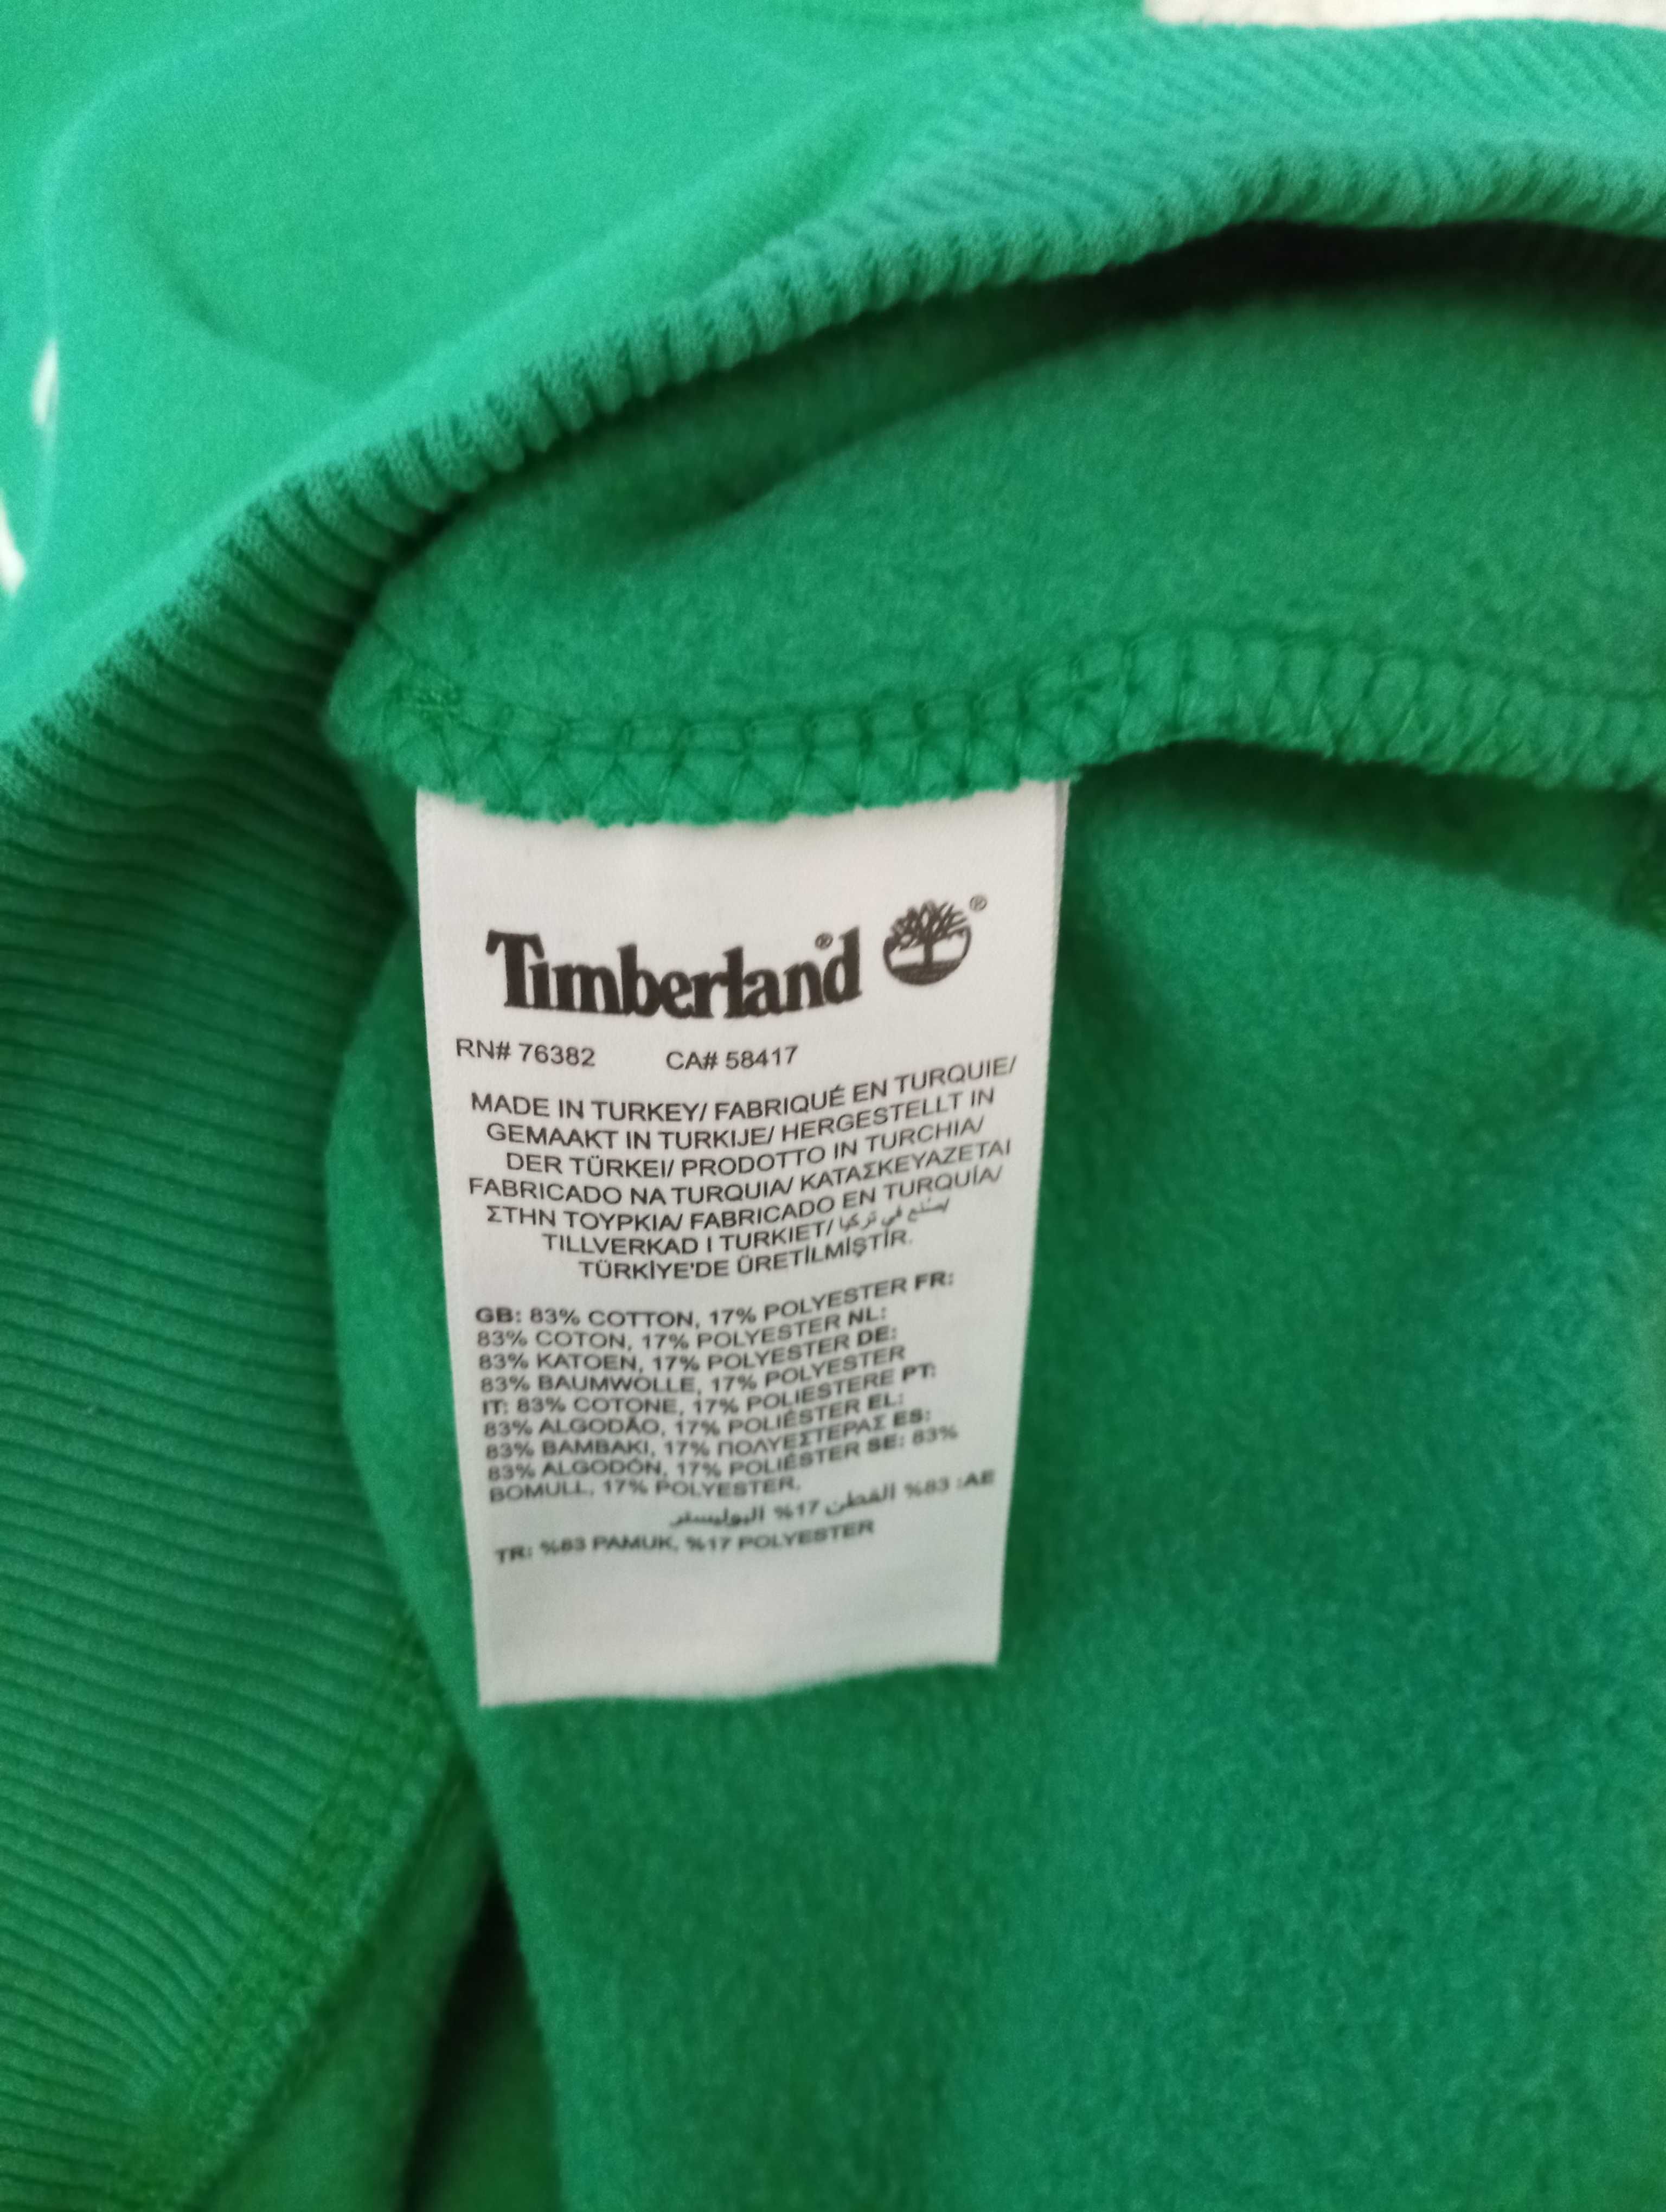 Timberland® ®
RN# 76382 CA# 58417
MADE IN TURKEY/ FABRIQUÉ EN TURQUIE/
GEMAAKT IN TURKIJE/ HERGESTELLT IN
DER TÜRKEI/ PRODOTTO IN TURCHIA/
FABRICADO NA TURQUIA/ ΚΑΤΑΣΚΕΥΑΖΕΤΑΙ
ΣΤΗΝ ΤΟΥΡΚΙΑ/ FABRICADO EN TURQUÍA/
TILLVERKAD I TURKIET/ يصنع في تركيا/
TÜRKİYE'DE ÜRETİLMİŞTİR.
GB: 83% COTTON, 17% POLYESTER FR:
83% COTON, 17% POLYESTER NL:
83% KATOEN, 17% POLYESTER DE:
83% BAUMWOLLE, 17% POLYESTER
IT: 83% COTONE, 17% POLIESTERE PT:
83% ALGODÃO, 17% POLIÉSTER EL:
83% ΒΑΜΒΑΚΙ, 17% ΠΟΛΥΕΣΤΕΡΑΣ ES:
83% ALGODÓN, 17% POLIÉSTER SE: 83%
BOMULL, 17% POLYESTER,
AE: 83% القطن 17% البوليستر
TR: %83 PAMUK, %17 POLYESTER